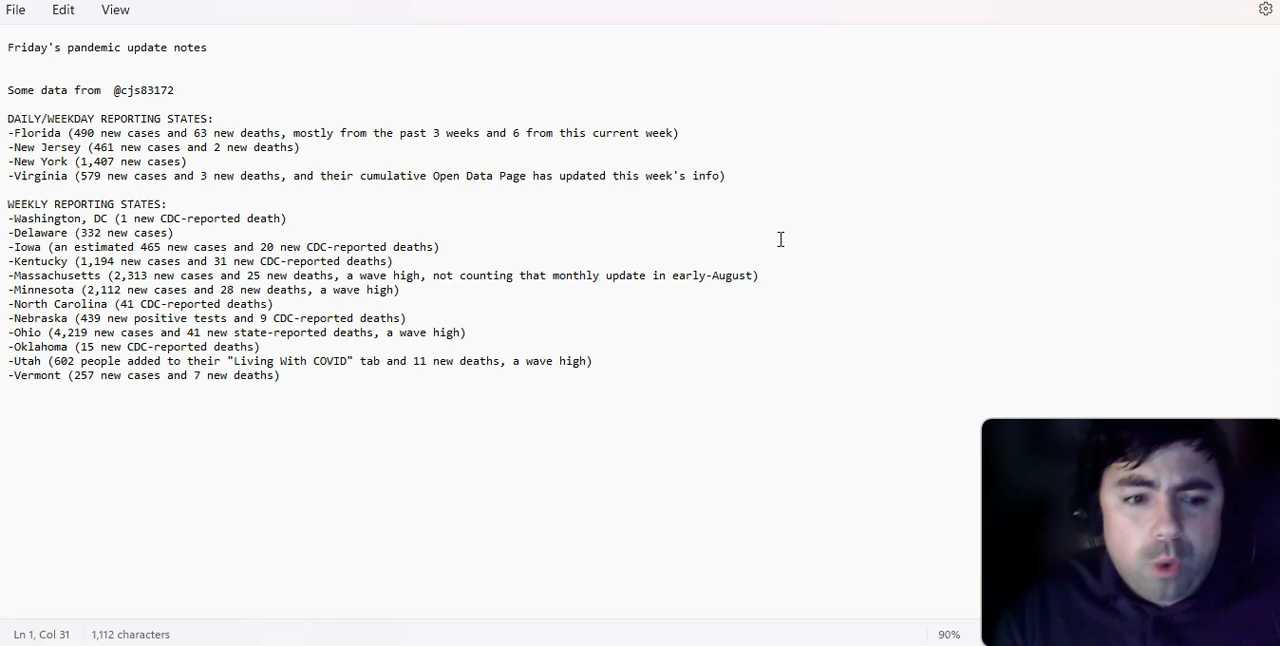 File Edit View
Friday's pandemic update notes
Some data from  @cjs83172
DAILY/WEEKDAY REPORTING STATES:
-Florida (490 new cases and 63 new deaths, mostly from the past 3 weeks and 6 from this current week)
-New Jersey (461 new cases and 2 new deaths)
-New York (1,407 new cases)
-Virginia (579 new cases and 3 new deaths, and their cumulative Open Data Page has updated this week's info)
WEEKLY REPORTING STATES:
-Washington, DC (1 new CDC-reported death)
-Delaware (332 new cases)
-Iowa (an estimated 465 new cases and 20 new CDC-reported deaths)
-Kentucky (1,194 new cases and 31 new CDC-reported deaths)
-Massachusetts (2,313 new cases and 25 new deaths, a wave high, not counting that monthly update in early-August)
-Minnesota (2,112 new cases and 28 new deaths, a wave high)
-North Carolina (41 CDC-reported deaths)
-Nebraska (439 new positive tests and 9 CDC-reported deaths)
-Ohio (4,219 new cases and 41 new state-reported deaths, a wave high)
-Oklahoma (15 new CDC-reported deaths)
-Utah (602 people added to their "Living With COVID" tab and 11 new deaths, a wave high)
-Vermont (257 new cases and 7 new deaths)
Ln 1, Col 31 1,112 characters 90%